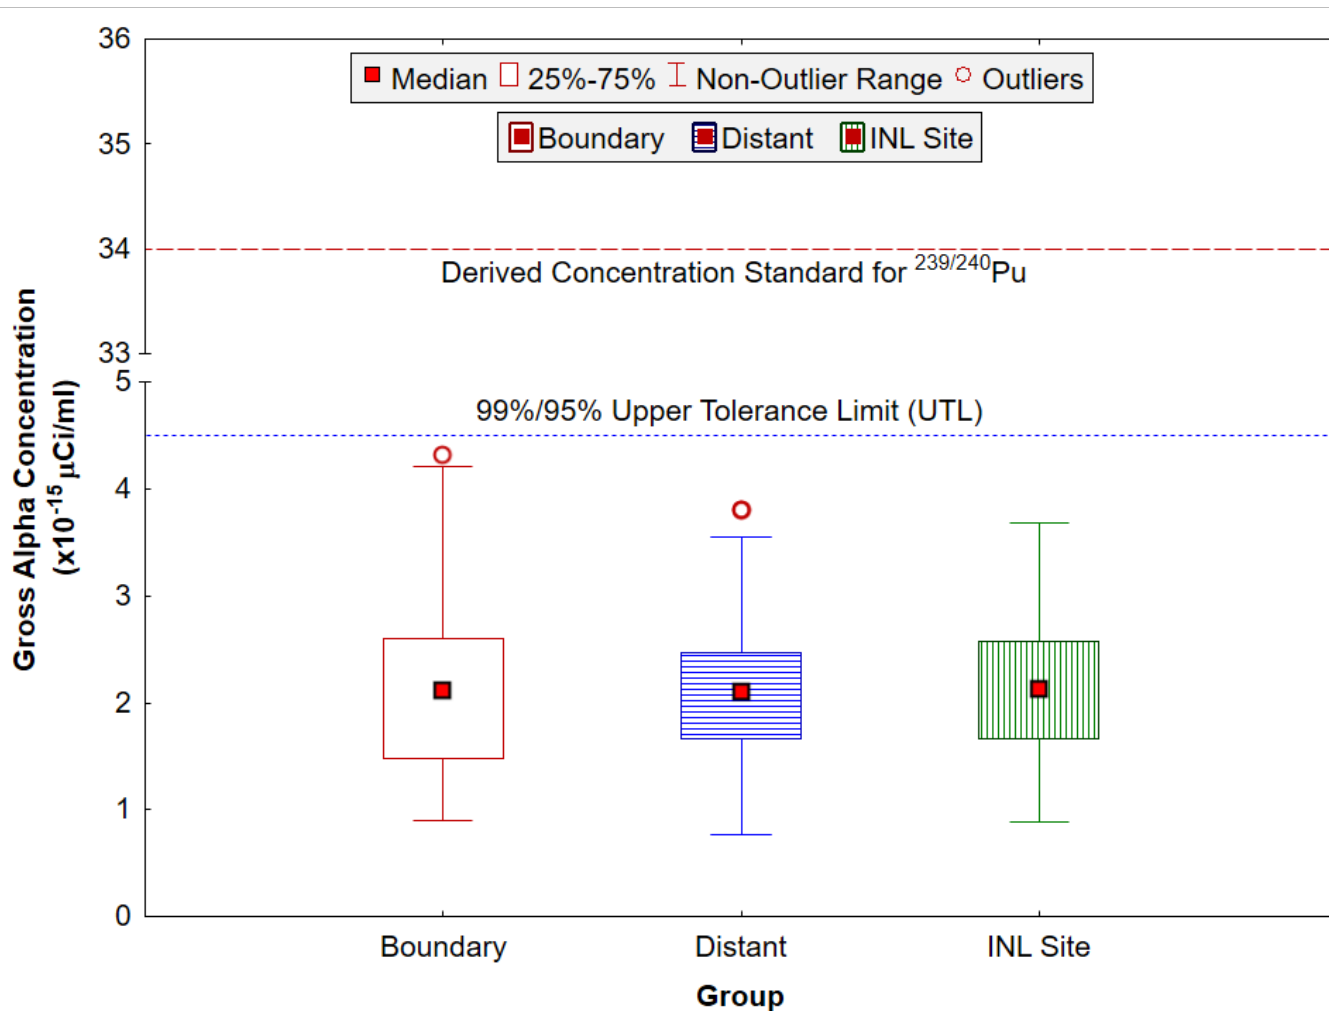 36
Median 25%-75% Non-Outlier Range Outliers
35
Boundary Distant INL Site
34
Derived Concentration Standard for ²³⁹/²⁴⁰Pu
33
5
99%/95% Upper Tolerance Limit (UTL)
4
3
2
1
0
Gross Alpha Concentration
(x10⁻¹⁵ µCi/ml)
Boundary Distant INL Site
Group